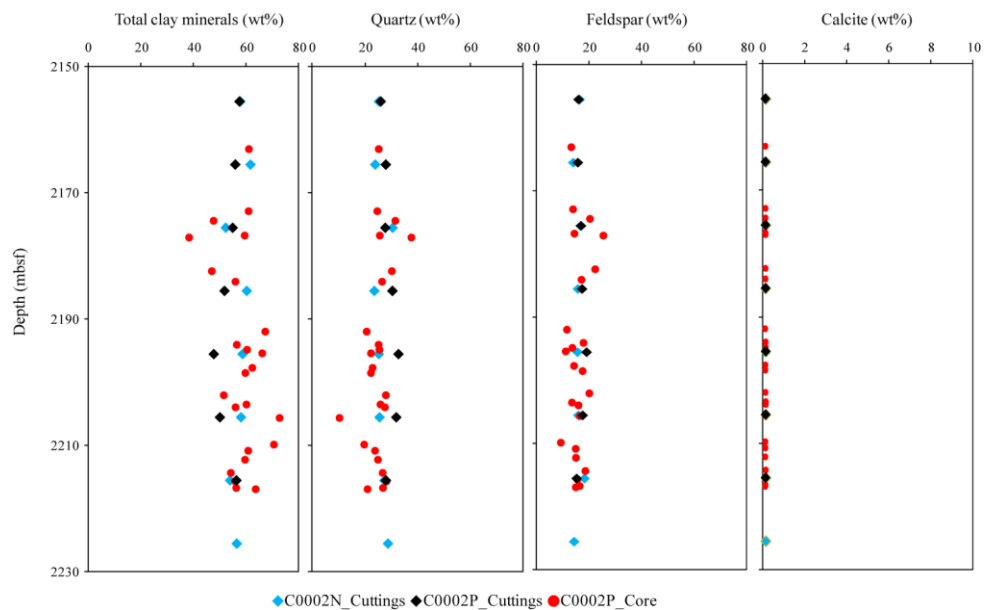 Total clay minerals (wt%) Quartz (wt%) Feldspar (wt%) Calcite (wt%)
0 20 40 60 80 0 20 40 60 80 0 20 40 60 80 0 2 4 6 8 10
2150
2170
2190
2210
2230
Depth (mbsf)
C0002N_Cuttings C0002P_Cuttings C0002P_Core